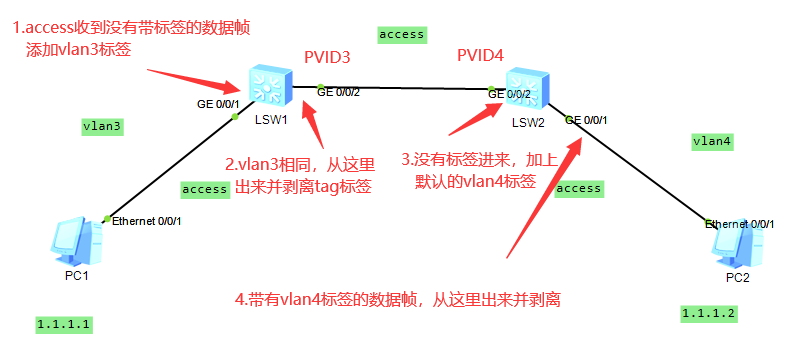 1.access收到没有带标签的数据帧
添加vlan3标签
access
PVID3
PVID4
GE 0/0/1
LSW1
GE 0/0/2
GE 0/0/2
LSW2
GE 0/0/1
vlan3
vlan4
2.vlan3相同，从这里
出来并剥离tag标签
3.没有标签进来，加上
默认的vlan4标签
access
access
Ethernet 0/0/1
Ethernet 0/0/1
PC1
PC2
4.带有vlan4标签的数据帧，从这里出来并剥离
1.1.1.1
1.1.1.2